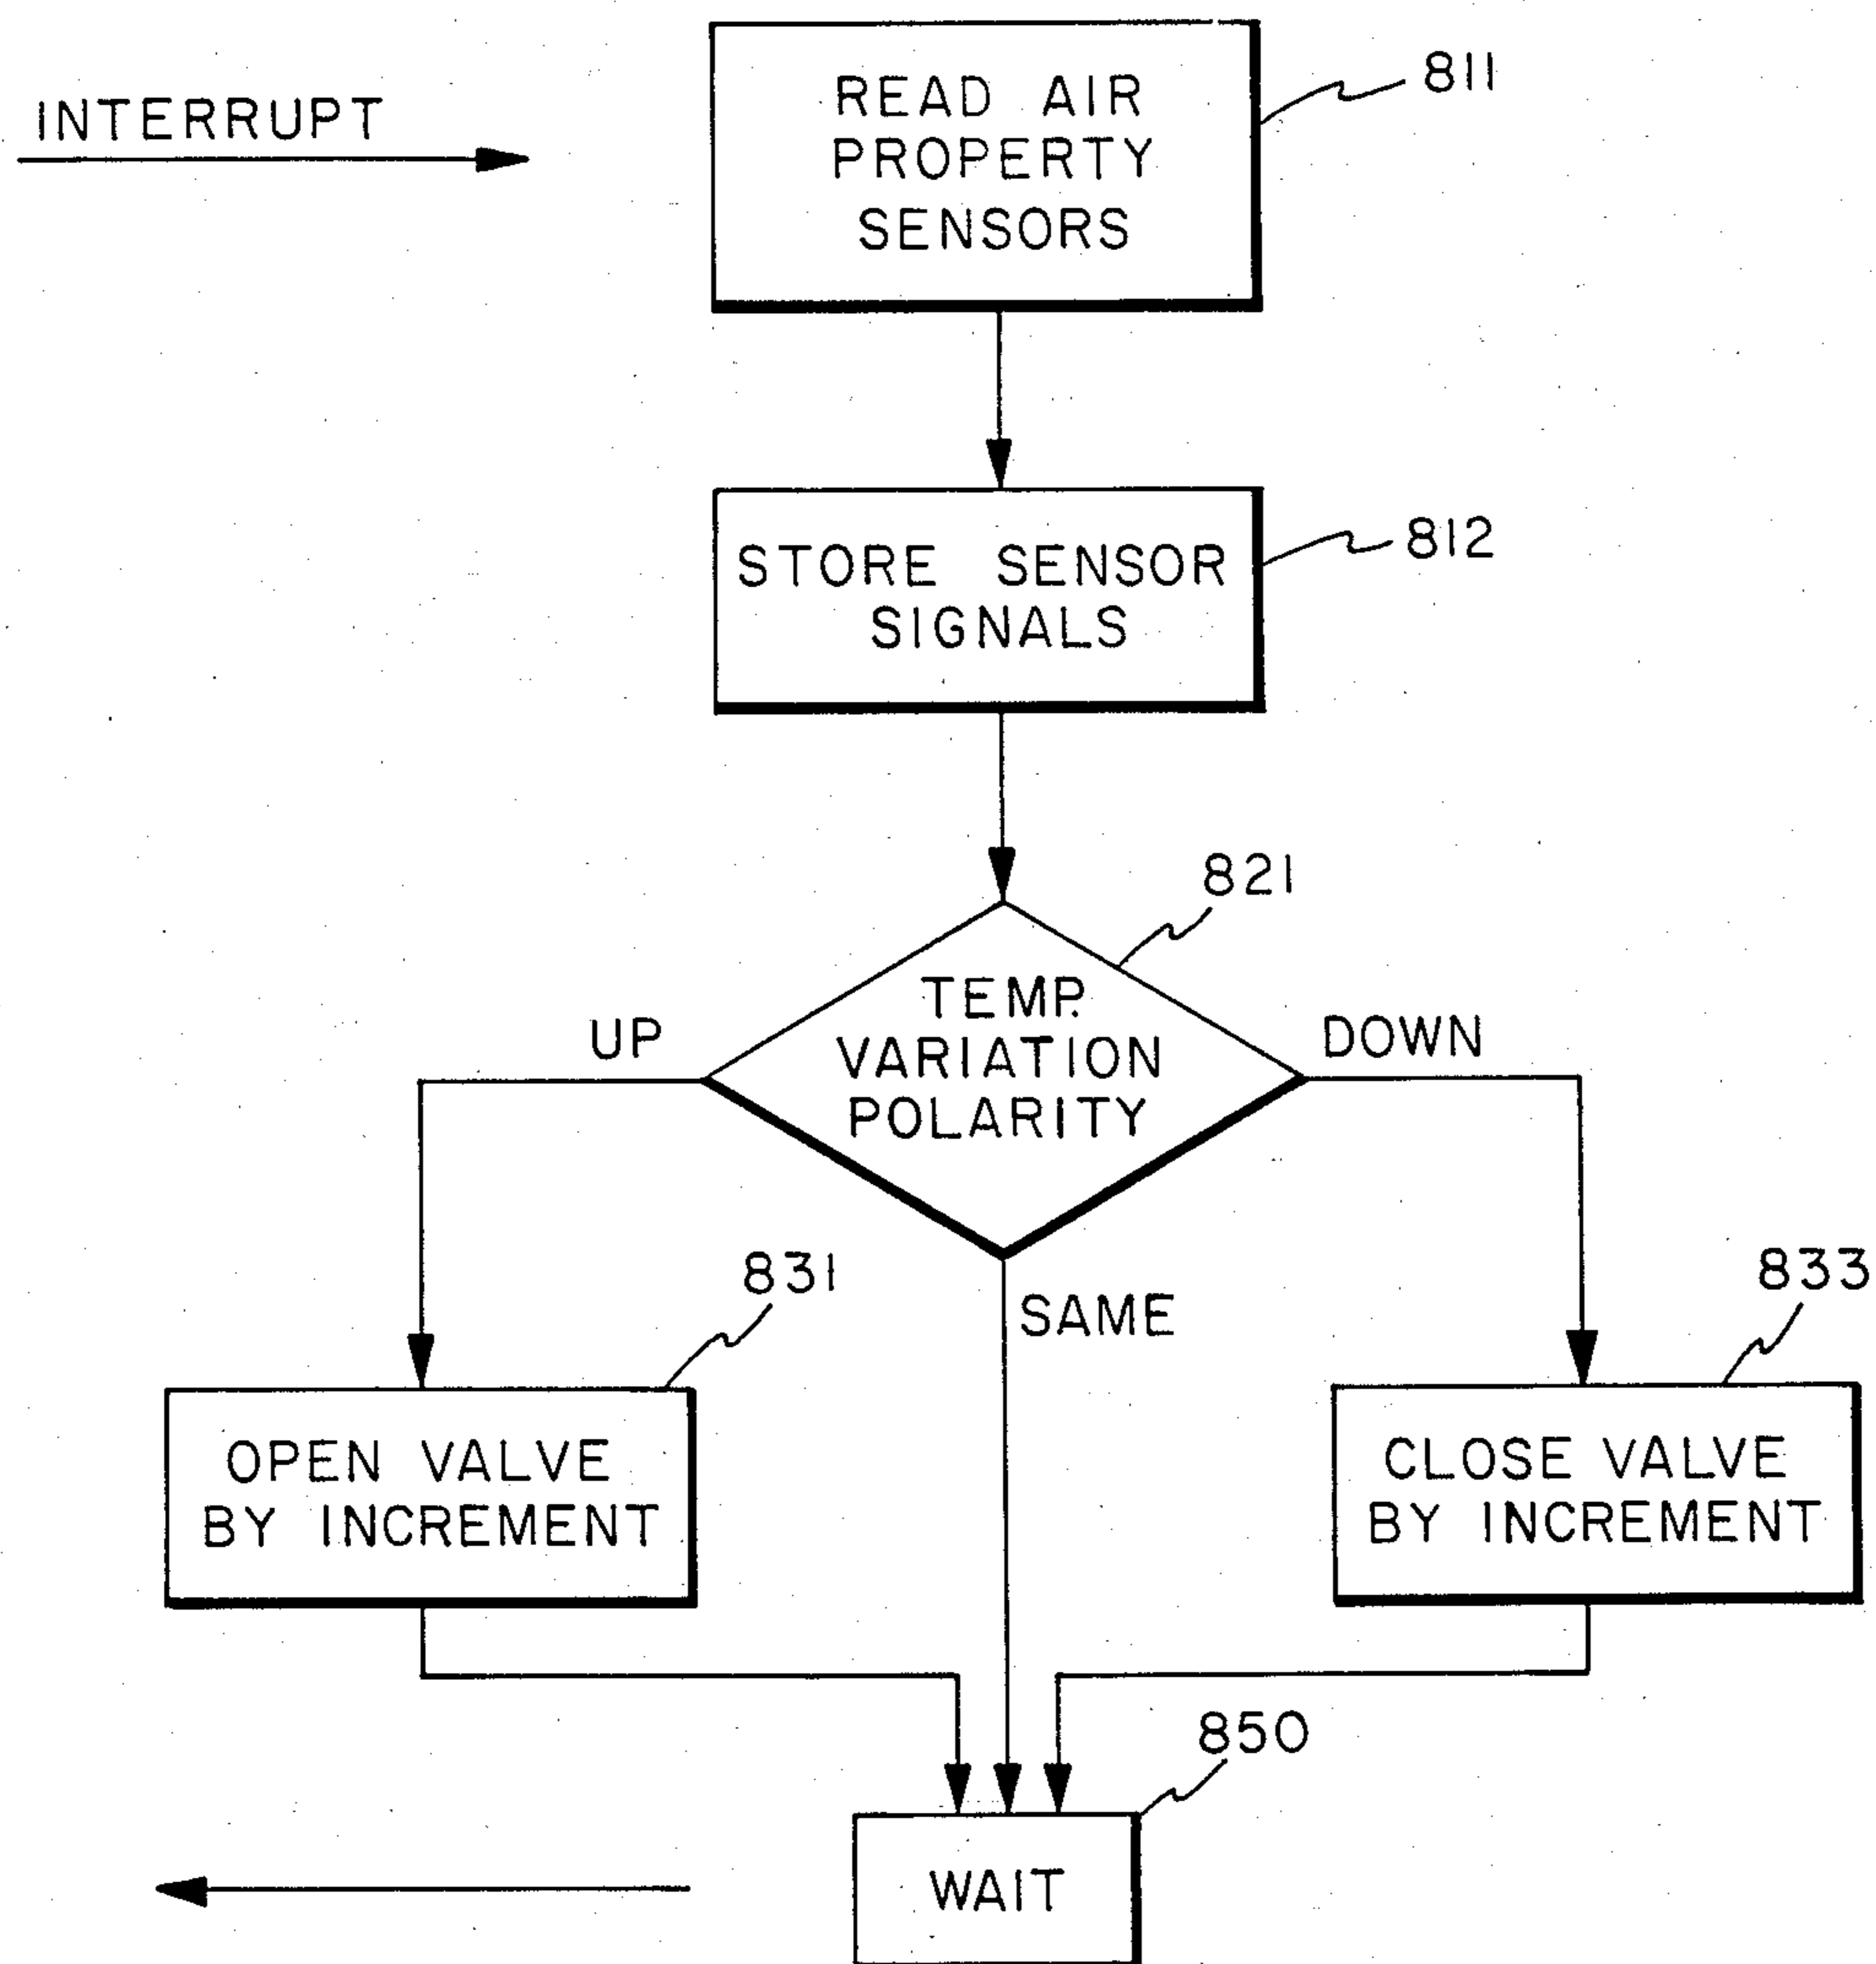 INTERRUPT
READ AIR
PROPERTY
SENSORS
811
STORE SENSOR
SIGNALS
812
821
TEMP.
VARIATION
POLARITY
UP
DOWN
SAME
831
833
OPEN VALVE
BY INCREMENT
CLOSE VALVE
BY INCREMENT
850
WAIT